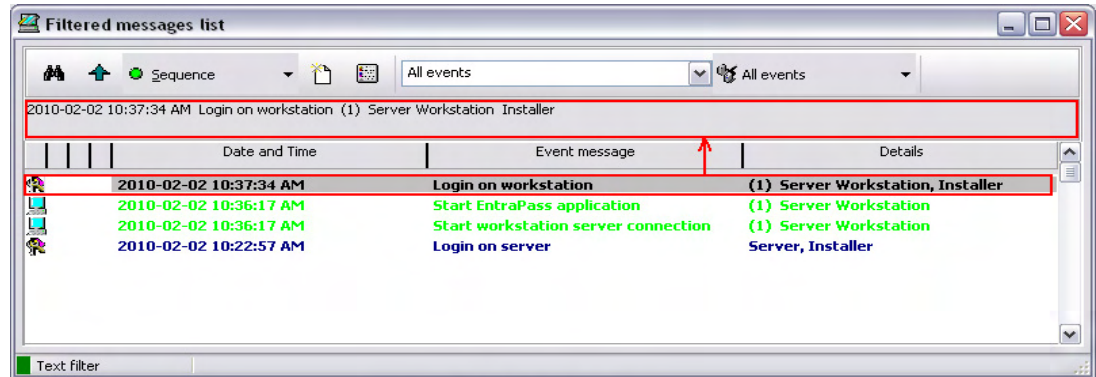 Filtered messages list
Sequence All events All events
2010-02-02 10:37:34 AM Login on workstation (1) Server Workstation Installer
Date and Time Event message Details
2010-02-02 10:37:34 AM Login on workstation (1) Server Workstation, Installer
2010-02-02 10:36:17 AM Start EntraPass application (1) Server Workstation
2010-02-02 10:36:17 AM Start workstation server connection (1) Server Workstation
2010-02-02 10:22:57 AM Login on server Server, Installer
Text filter